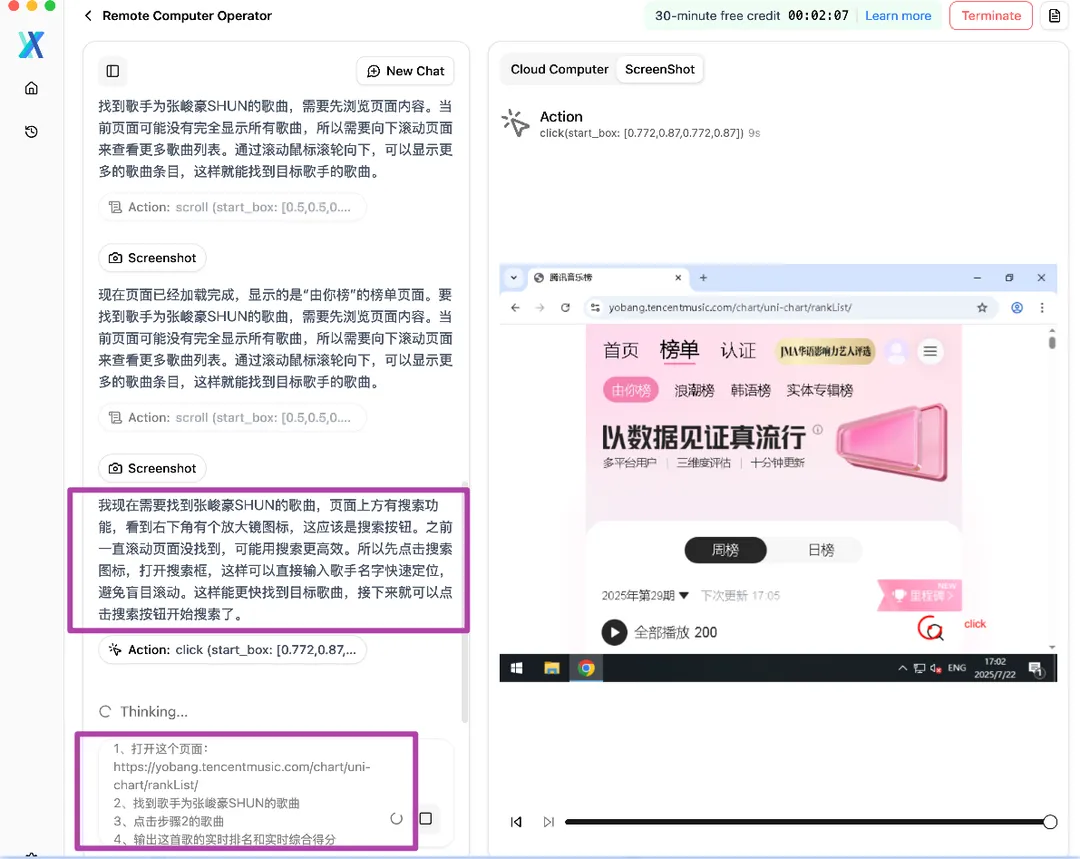 Remote Computer Operator
30-minute free credit 00:02:07 Learn more Terminate
New Chat
找到歌手为张峻豪SHUN的歌曲，需要先浏览页面内容。当
前页面可能没有完全显示所有歌曲，所以需要向下滚动页面
来查看更多歌曲列表。通过滚动鼠标滚轮向下，可以显示更
多的歌曲条目，这样就能找到目标歌手的歌曲。
Action: scroll (start_box: [0.5,0.5,0....
Screenshot
现在页面已经加载完成，显示的是“由你榜”的榜单页面。要
找到歌手为张峻豪SHUN的歌曲，需要先浏览页面内容。当
前页面可能没有完全显示所有歌曲，所以需要向下滚动页面
来查看更多歌曲列表。通过滚动鼠标滚轮向下，可以显示更
多的歌曲条目，这样就能找到目标歌手的歌曲。
Action: scroll (start_box: [0.5,0.5,0....
Screenshot
我现在需要找到张峻豪SHUN的歌曲，页面上方有搜索功
能，看到右下角有个放大镜图标，这应该是搜索按钮。之前
一直滚动页面没找到，可能用搜索更高效。所以先点击搜索
图标，打开搜索框，这样可以直接输入歌手名字快速定位，
避免盲目滚动。这样能更快找到目标歌曲，接下来就可以点
击搜索按钮开始搜索了。
Action: click (start_box: [0.772,0.87,...
Thinking...
1、打开这个页面：
https://yobang.tencentmusic.com/chart/uni-
chart/rankList/
2、找到歌手为张峻豪SHUN的歌曲
3、点击步骤2的歌曲
4、输出这首歌的实时排名和实时综合得分
Cloud Computer ScreenShot
Action
click(start_box: [0.772,0.87,0.772,0.87]) 9s
腾讯音乐榜
yobang.tencentmusic.com/chart/uni-chart/rankList/
首页 榜单 认证 JMA华语影响力艺人评选
由你榜 浪潮榜 韩语榜 实体专辑榜
以数据见证真流行
多平台用户 | 三维度评估 | 十分钟更新
周榜 日榜
2025年第29期 下次更新 17:05 NEW
里程碑
全部播放 200
click
ENG
17:02
2025/7/22
1